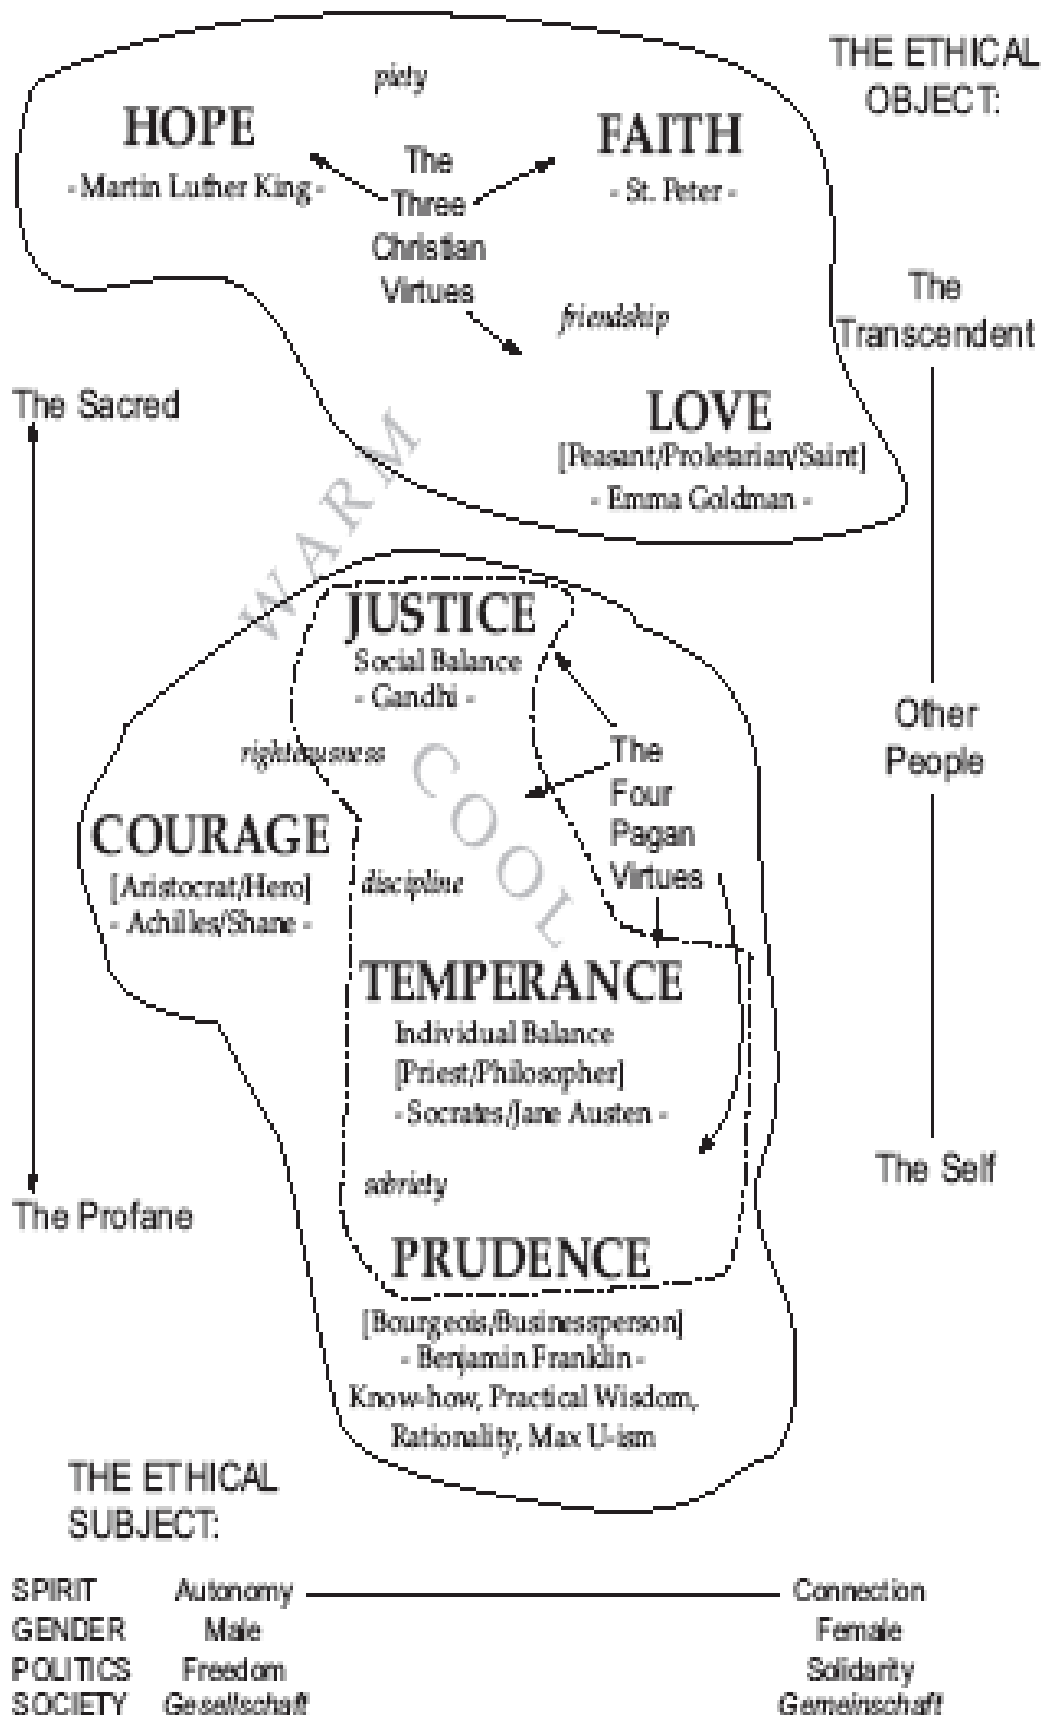 THE ETHICAL
OBJECT:
piety
HOPE
- Martin Luther King -
FAITH
- St. Peter -
The
Three
Christian
Virtues
friendship
The
Transcendent
The Sacred
LOVE
[Peasant/Proletarian/Saint]
- Emma Goldman -
WARM
JUSTICE
Social Balance
- Gandhi -
righteousness
COOL
The
Four
Pagan
Virtues
Other
People
COURAGE
[Aristocrat/Hero]
- Achilles/Shane -
discipline
TEMPERANCE
Individual Balance
[Priest/Philosopher]
- Socrates/Jane Austen -
The Self
sobriety
The Profane
PRUDENCE
[Bourgeois/Businessperson]
- Benjamin Franklin -
Know-how, Practical Wisdom,
Rationality, Max U-ism
THE ETHICAL
SUBJECT:
SPIRIT Autonomy Connection
GENDER Male Female
POLITICS Freedom Solidarity
SOCIETY Gesellschaft Gemeinschaft